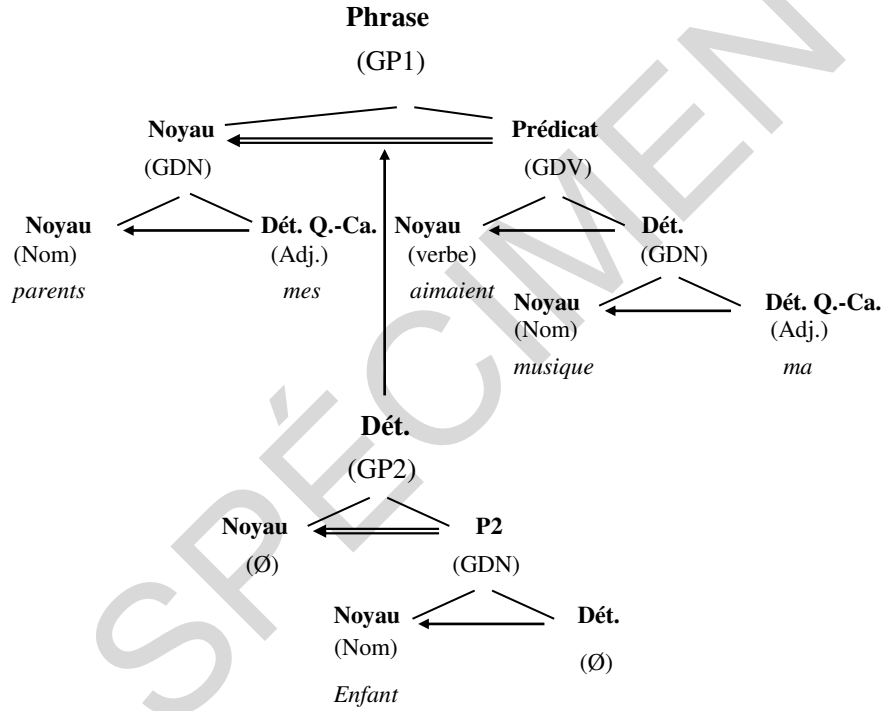 Phrase
(GP1)
Noyau Prédicat
(GDN) (GDV)
Noyau Dét. Q.-Ca. Noyau Dét.
(Nom) (Adj.) (verbe) (GDN)
parents mes aimaient
Noyau Dét. Q.-Ca.
(Nom) (Adj.)
musique ma
Dét.
(GP2)
Noyau P2
(Ø) (GDN)
Noyau Dét.
(Nom)
(Ø)
Enfant
SPÉCIMEN